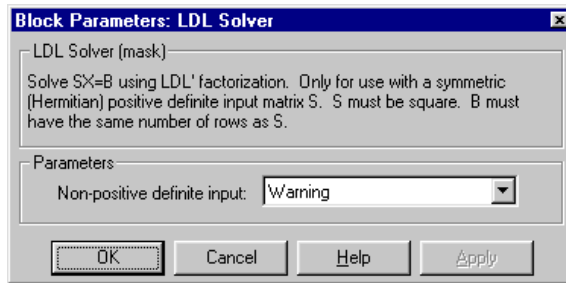 Block Parameters: LDL Solver
LDL Solver (mask)
Solve SX=B using LDL' factorization. Only for use with a symmetric
(Hermitian) positive definite input matrix S. S must be square. B must
have the same number of rows as S.
Parameters
Non-positive definite input: Warning
OK Cancel Help Apply